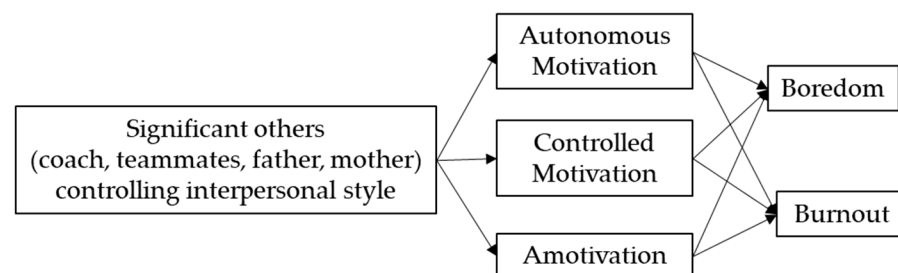 Significant others
(coach, teammates, father, mother)
controlling interpersonal style
Autonomous
Motivation
Controlled
Motivation
Amotivation
Boredom
Burnout